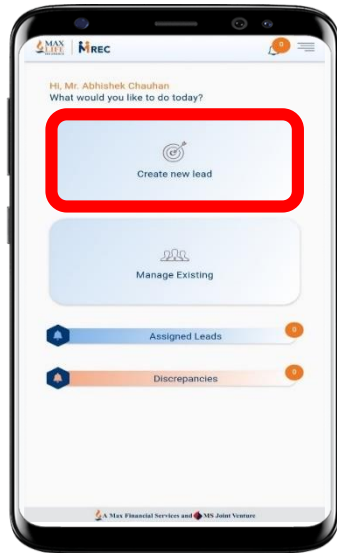 MAX
LIFE
MREC
0
Hi, Mr. Abhishek Chauhan
What would you like to do today?
Create new lead
Manage Existing
Assigned Leads
0
Discrepancies
0
A Max Financial Services and MS Joint Venture